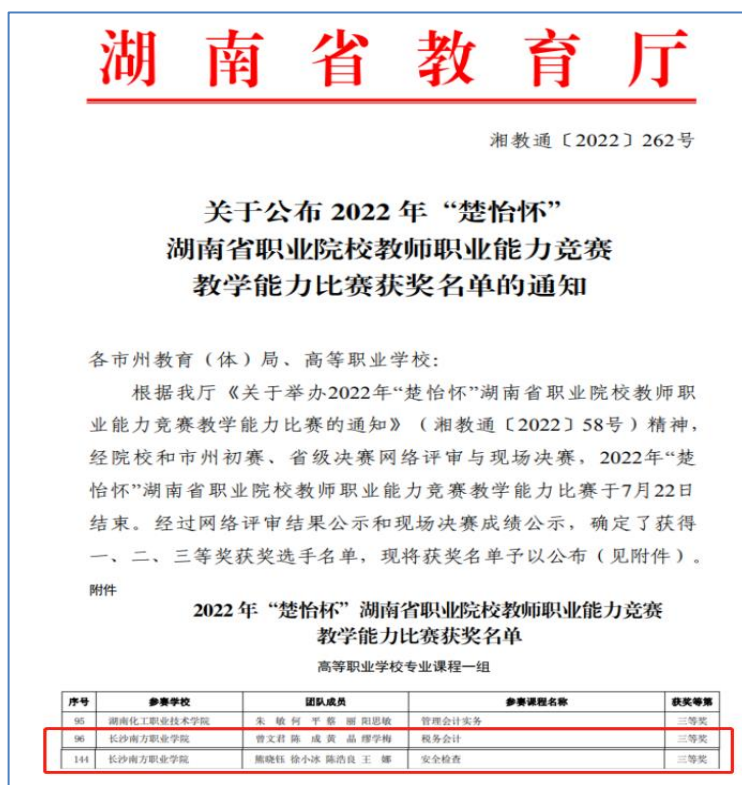 湖南省教育厅
湘教通〔2022〕262号
关于公布 2022 年“楚怡怀”
湖南省职业院校教师职业能力竞赛
教学能力比赛获奖名单的通知
各市州教育（体）局、高等职业学校：
根据我厅《关于举办2022年“楚怡怀”湖南省职业院校教师职
业能力竞赛教学能力比赛的通知》（湘教通〔2022〕58号）精神，
经院校和市州初赛、省级决赛网络评审与现场决赛，2022年“楚
怡怀”湖南省职业院校教师职业能力竞赛教学能力比赛于7月22日
结束。经过网络评审结果公示和现场决赛成绩公示，确定了获得
一、二、三等奖获奖选手名单，现将获奖名单予以公布（见附件）。
附件
2022 年“楚怡杯”湖南省职业院校教师职业能力竞赛
教学能力比赛获奖名单
高等职业学校专业课程一组
序号 参赛学校 团队成员 参赛课程名称 获奖等第
95 湖南化工职业技术学院 朱 敏 何 平 蔡 丽 阳思敏 管理会计实务 三等奖
96 长沙南方职业学院 曾文君 陈 成 黄 晶 缪学梅 税务会计 三等奖
144 长沙南方职业学院 熊晓钰 徐小冰 陈浩良 王 娜 安全检查 三等奖